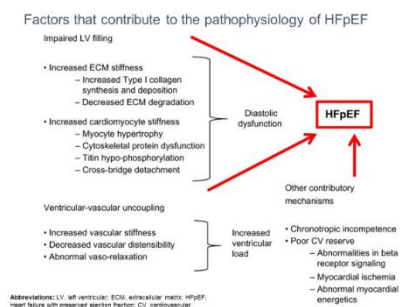 Factors that contribute to the pathophysiology of HFpEF
Impaired LV filling
• Increased ECM stiffness
– Increased Type I collagen
synthesis and deposition
– Decreased ECM degradation
• Increased cardiomyocyte stiffness
– Myocyte hypertrophy
– Cytoskeletal protein dysfunction
– Titin hypo-phosphorylation
– Cross-bridge detachment
Diastolic
dysfunction
HFpEF
Ventricular-vascular uncoupling
• Increased vascular stiffness
• Decreased vascular distensibility
• Abnormal vaso-relaxation
Increased
ventricular
load
Other contributory
mechanisms
• Chronotropic incompetence
• Poor CV reserve
– Abnormalities in beta
receptor signaling
– Myocardial ischemia
– Abnormal myocardial
energetics
Abbreviations: LV, left ventricular; ECM, extracellular matrix; HFpEF,
Heart failure with preserved ejection fraction; CV, cardiovascular.